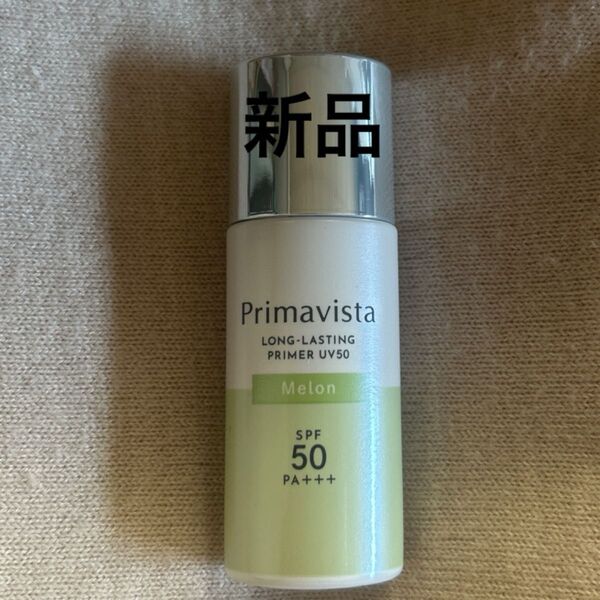 新品
Primavista
LONG-LASTING
PRIMER UV50
Melon
SPF
50
PA+++